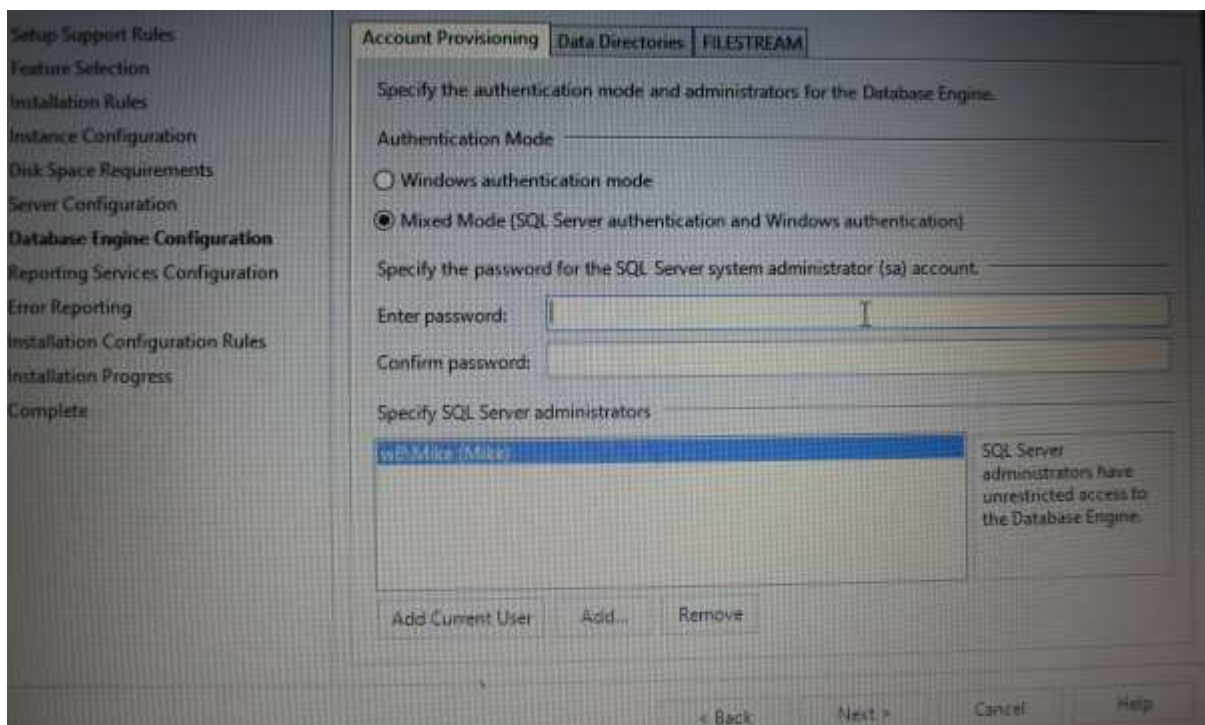 Setup Support Rules
Feature Selection
Installation Rules
Instance Configuration
Disk Space Requirements
Server Configuration
Database Engine Configuration
Reporting Services Configuration
Error Reporting
Installation Configuration Rules
Installation Progress
Complete
Account Provisioning Data Directories FILESTREAM
Specify the authentication mode and administrators for the Database Engine.
Authentication Mode
Windows authentication mode
Mixed Mode (SQL Server authentication and Windows authentication)
Specify the password for the SQL Server system administrator (sa) account.
Enter password:
Confirm password:
Specify SQL Server administrators
w8\Mike (Mike)
SQL Server
administrators have
unrestricted access to
the Database Engine.
Add Current User Add... Remove
< Back Next > Cancel Help